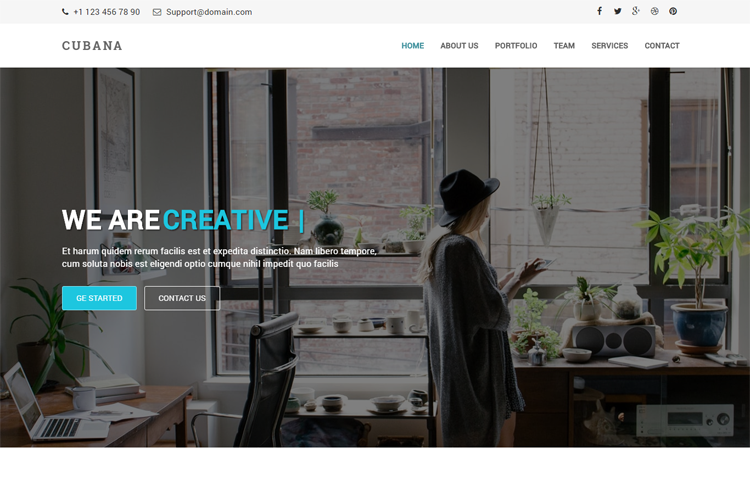 +1 123 456 78 90 Support@domain.com
CUBANA
HOME ABOUT US PORTFOLIO TEAM SERVICES CONTACT
WE ARE CREATIVE |
Et harum quidem rerum facilis est et expedita distinctio. Nam libero tempore,
cum soluta nobis est eligendi optio cumque nihil impedit quo facilis
GE STARTED CONTACT US